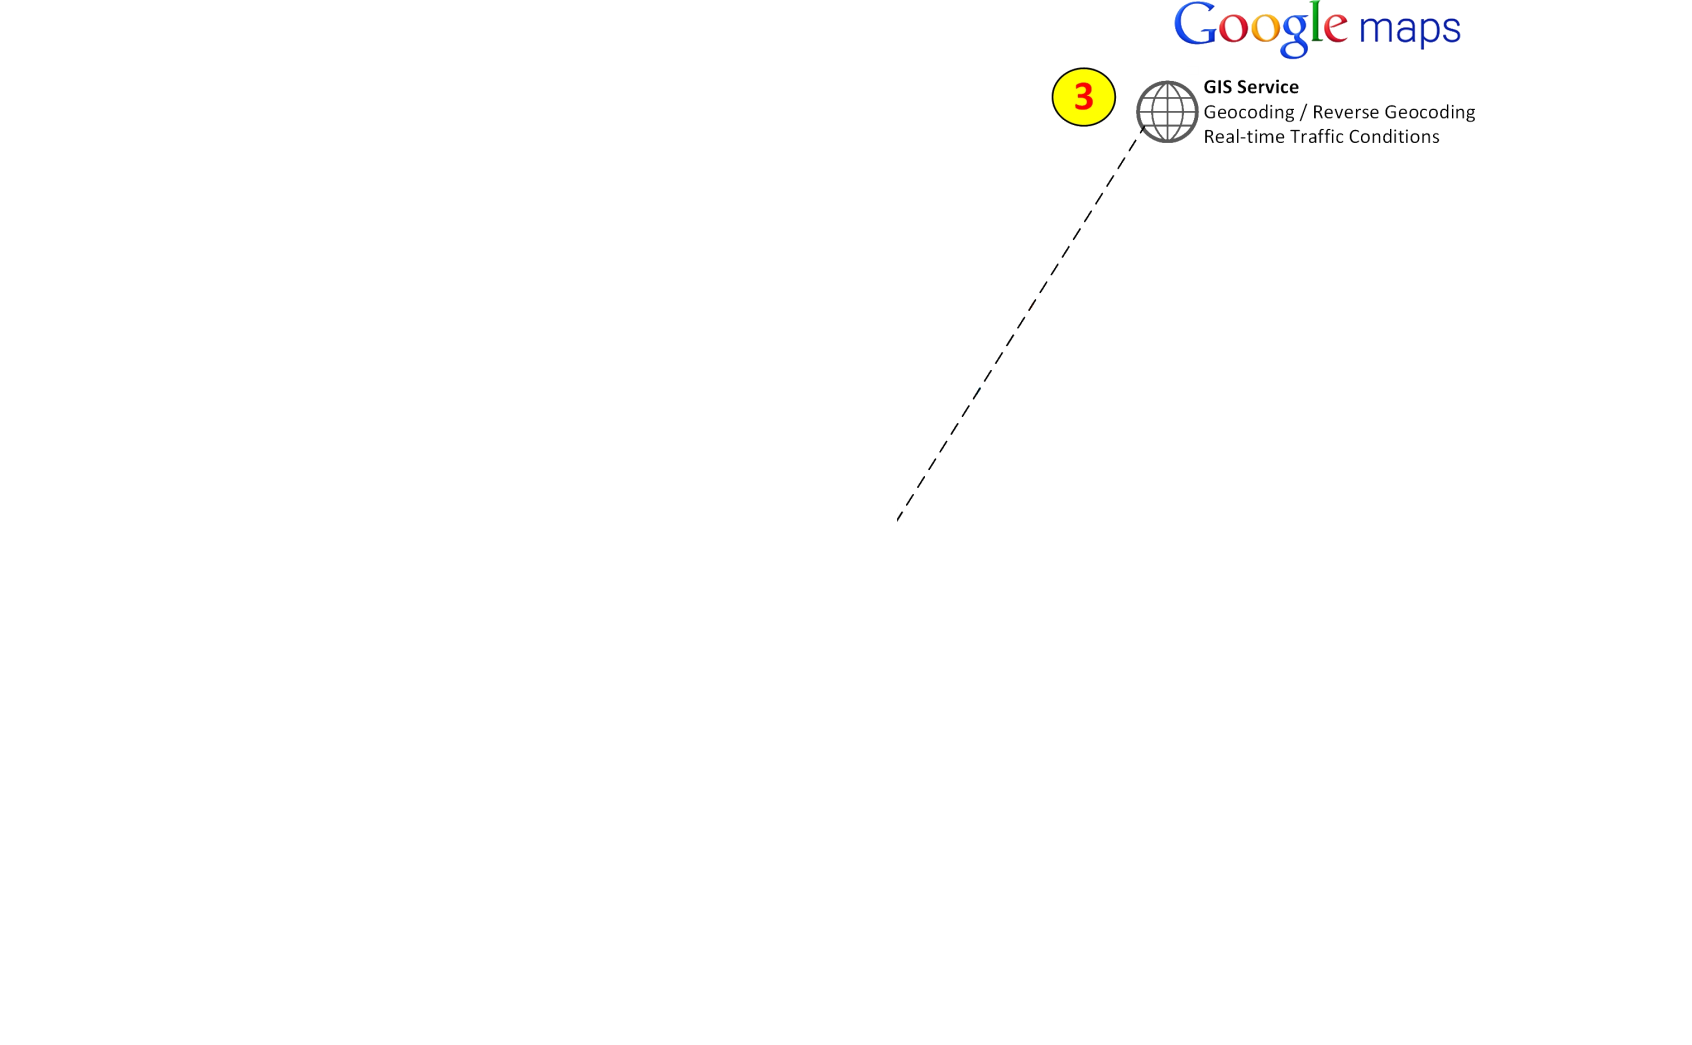 Google maps
3
GIS Service
Geocoding / Reverse Geocoding
Real-time Traffic Conditions